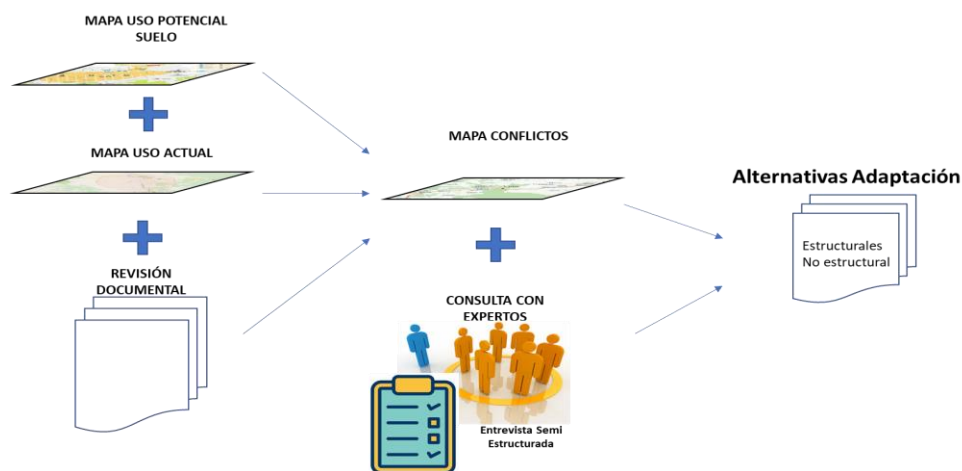 MAPA USO POTENCIAL
SUELO
MAPA USO ACTUAL
REVISIÓN
DOCUMENTAL
MAPA CONFLICTOS
CONSULTA CON
EXPERTOS
Entrevista Semi
Estructurada
Alternativas Adaptación
Estructurales
No estructural